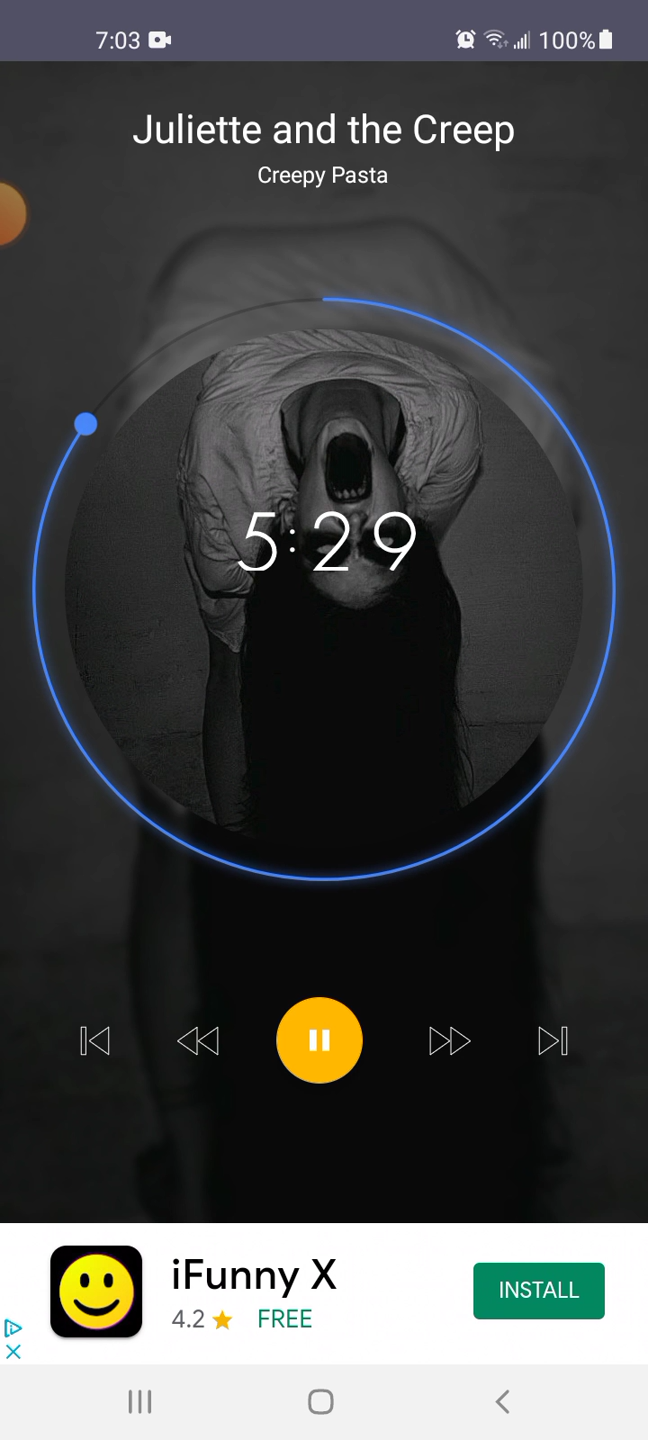 7:03 100%
Juliette and the Creep
Creepy Pasta
5:29
iFunny X
4.2 FREE
INSTALL